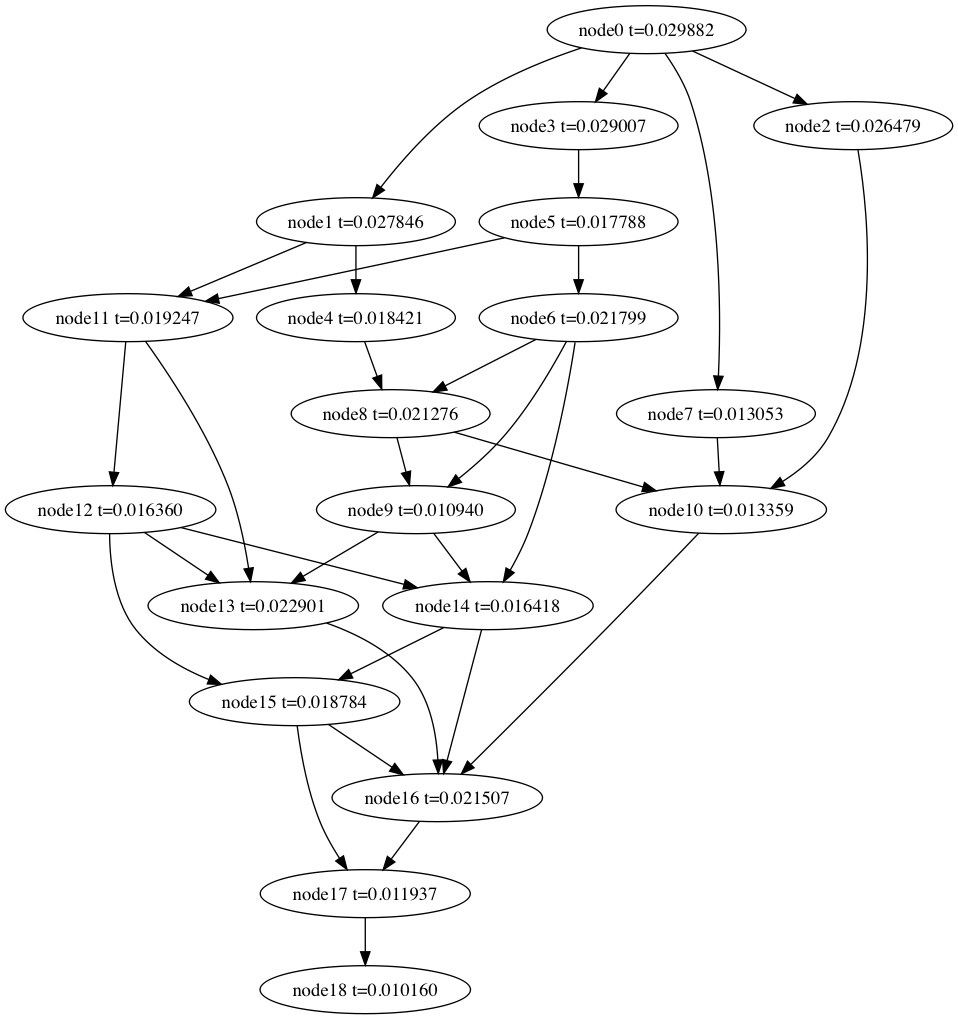 node0 t=0.029882
node3 t=0.029007
node2 t=0.026479
node1 t=0.027846
node5 t=0.017788
node11 t=0.019247
node4 t=0.018421
node6 t=0.021799
node8 t=0.021276
node7 t=0.013053
node12 t=0.016360
node9 t=0.010940
node10 t=0.013359
node13 t=0.022901
node14 t=0.016418
node15 t=0.018784
node16 t=0.021507
node17 t=0.011937
node18 t=0.010160